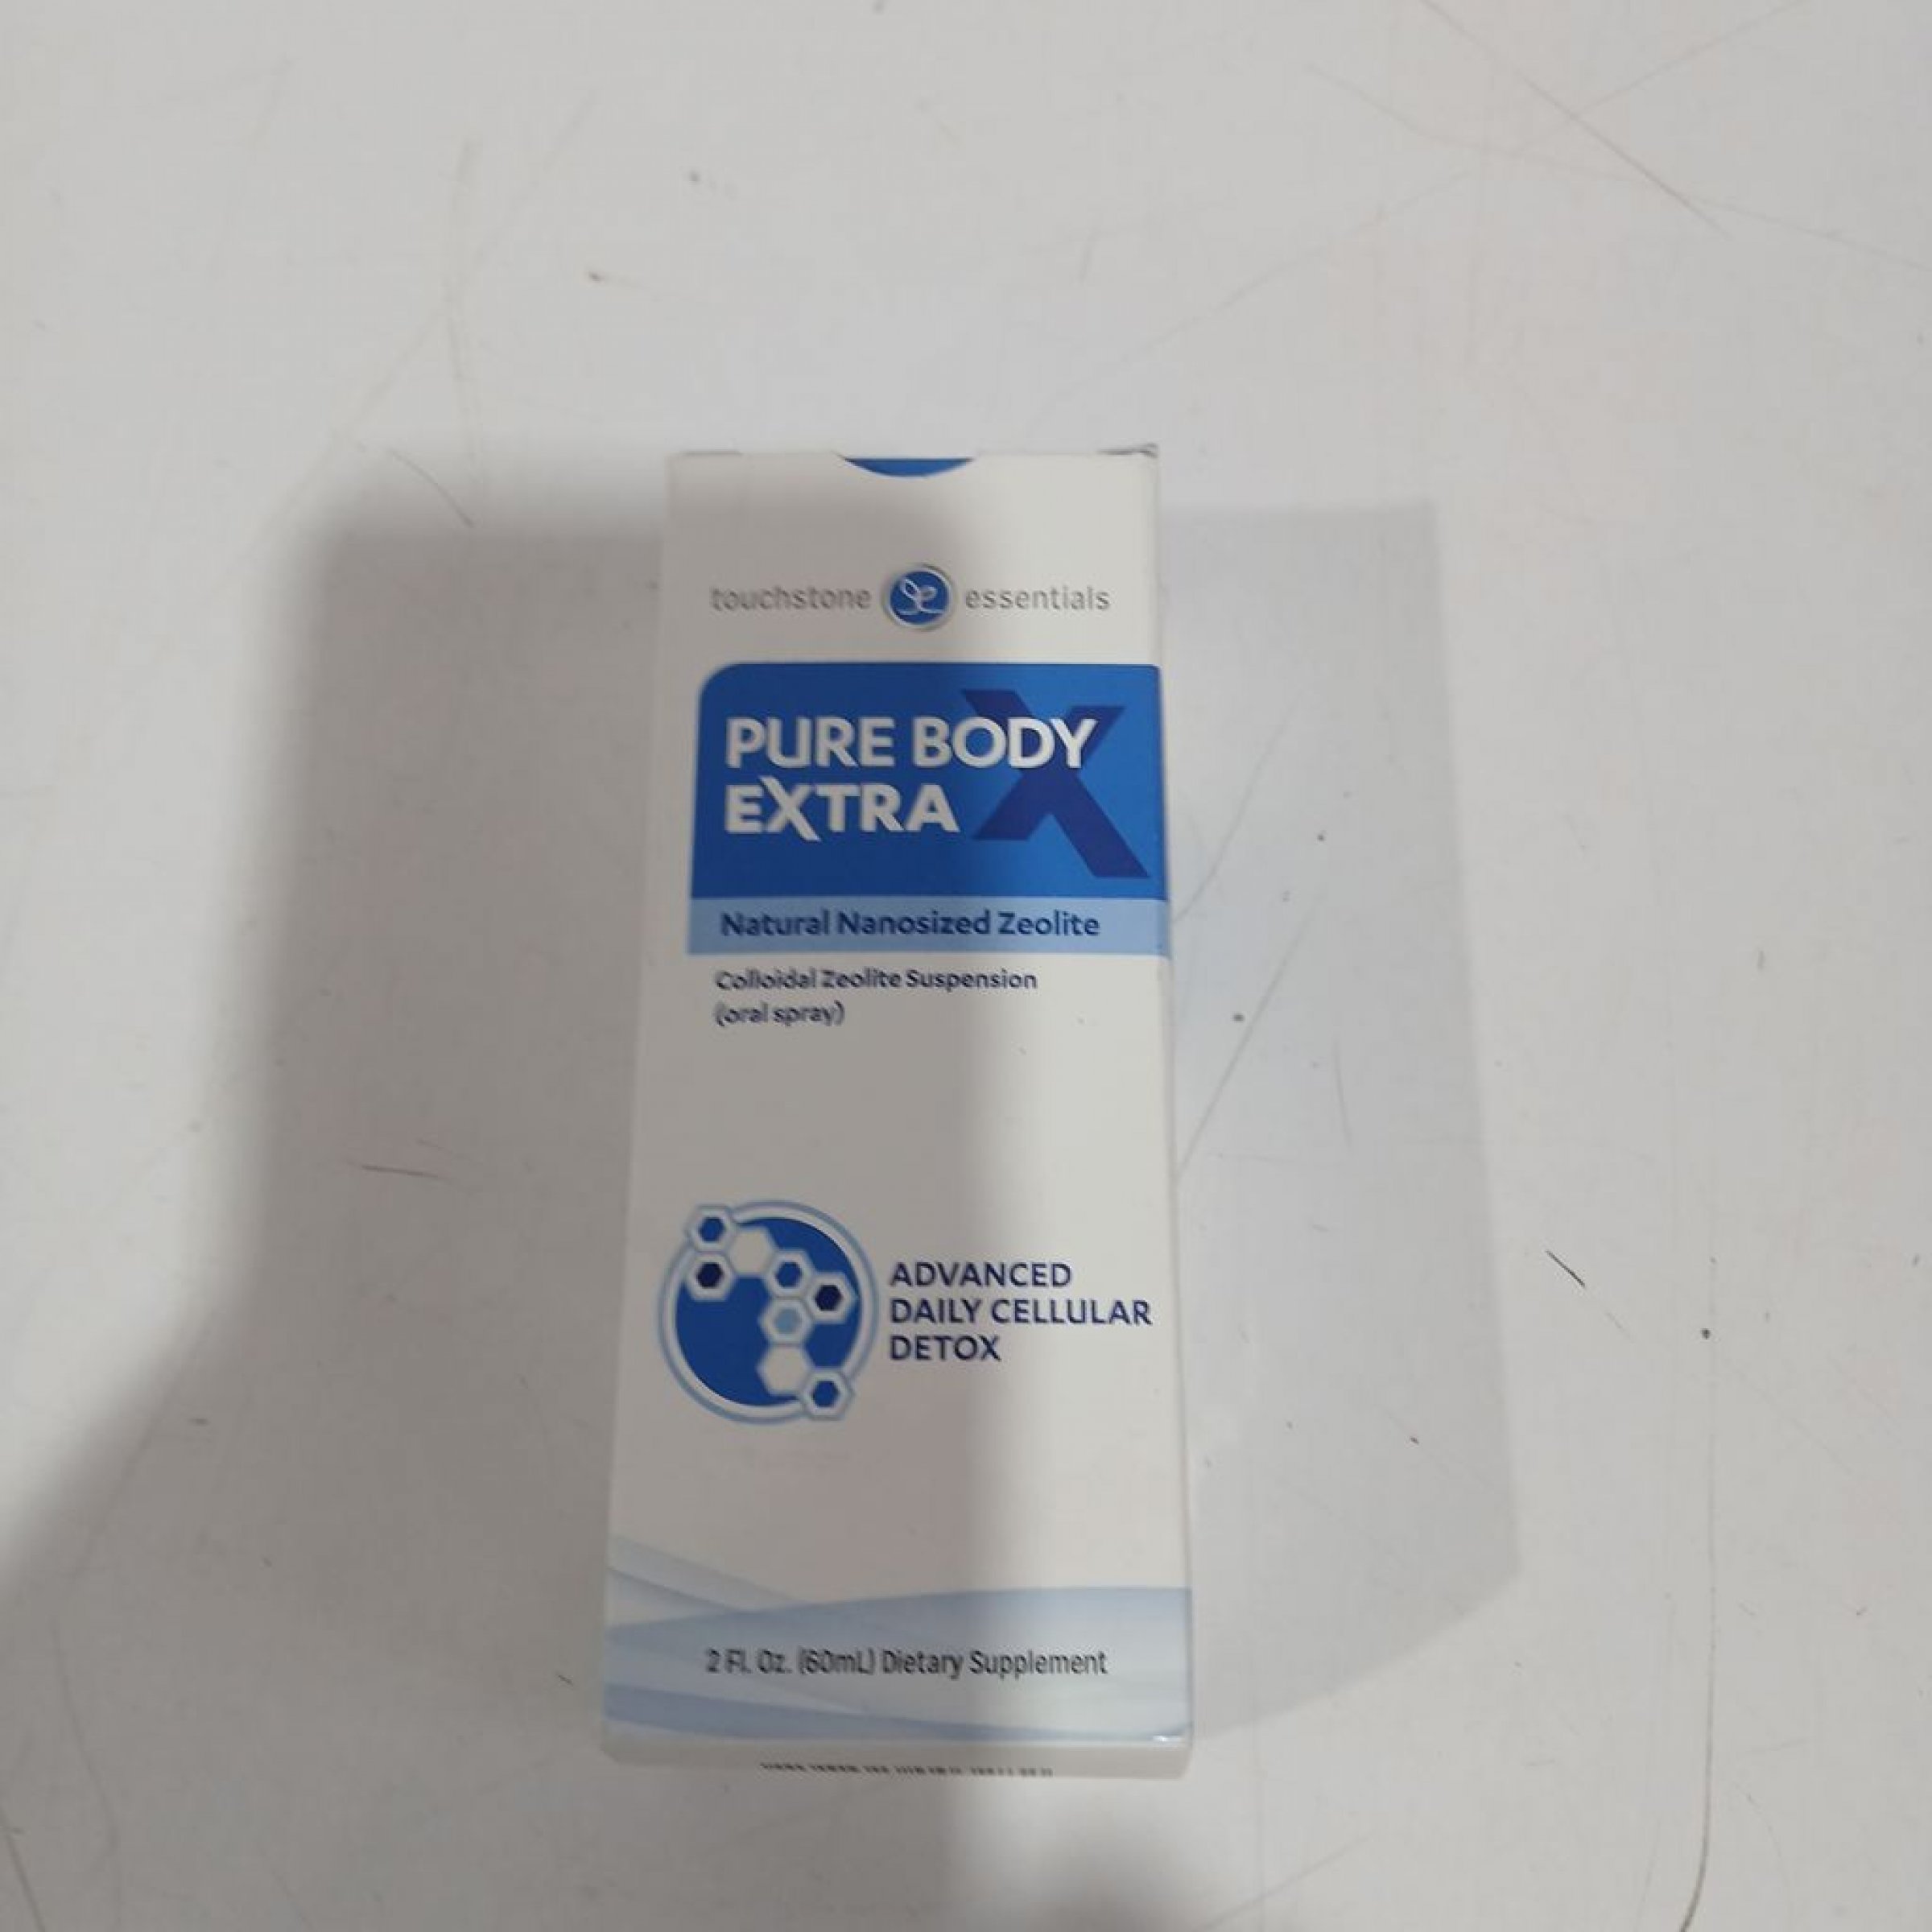 touchstone essentials
PURE BODY
EXTRA X
Natural Nanosized Zeolite
Colloidal Zeolite Suspension
(oral spray)
ADVANCED
DAILY CELLULAR
DETOX
2 Fl. Oz. (60mL) Dietary Supplement